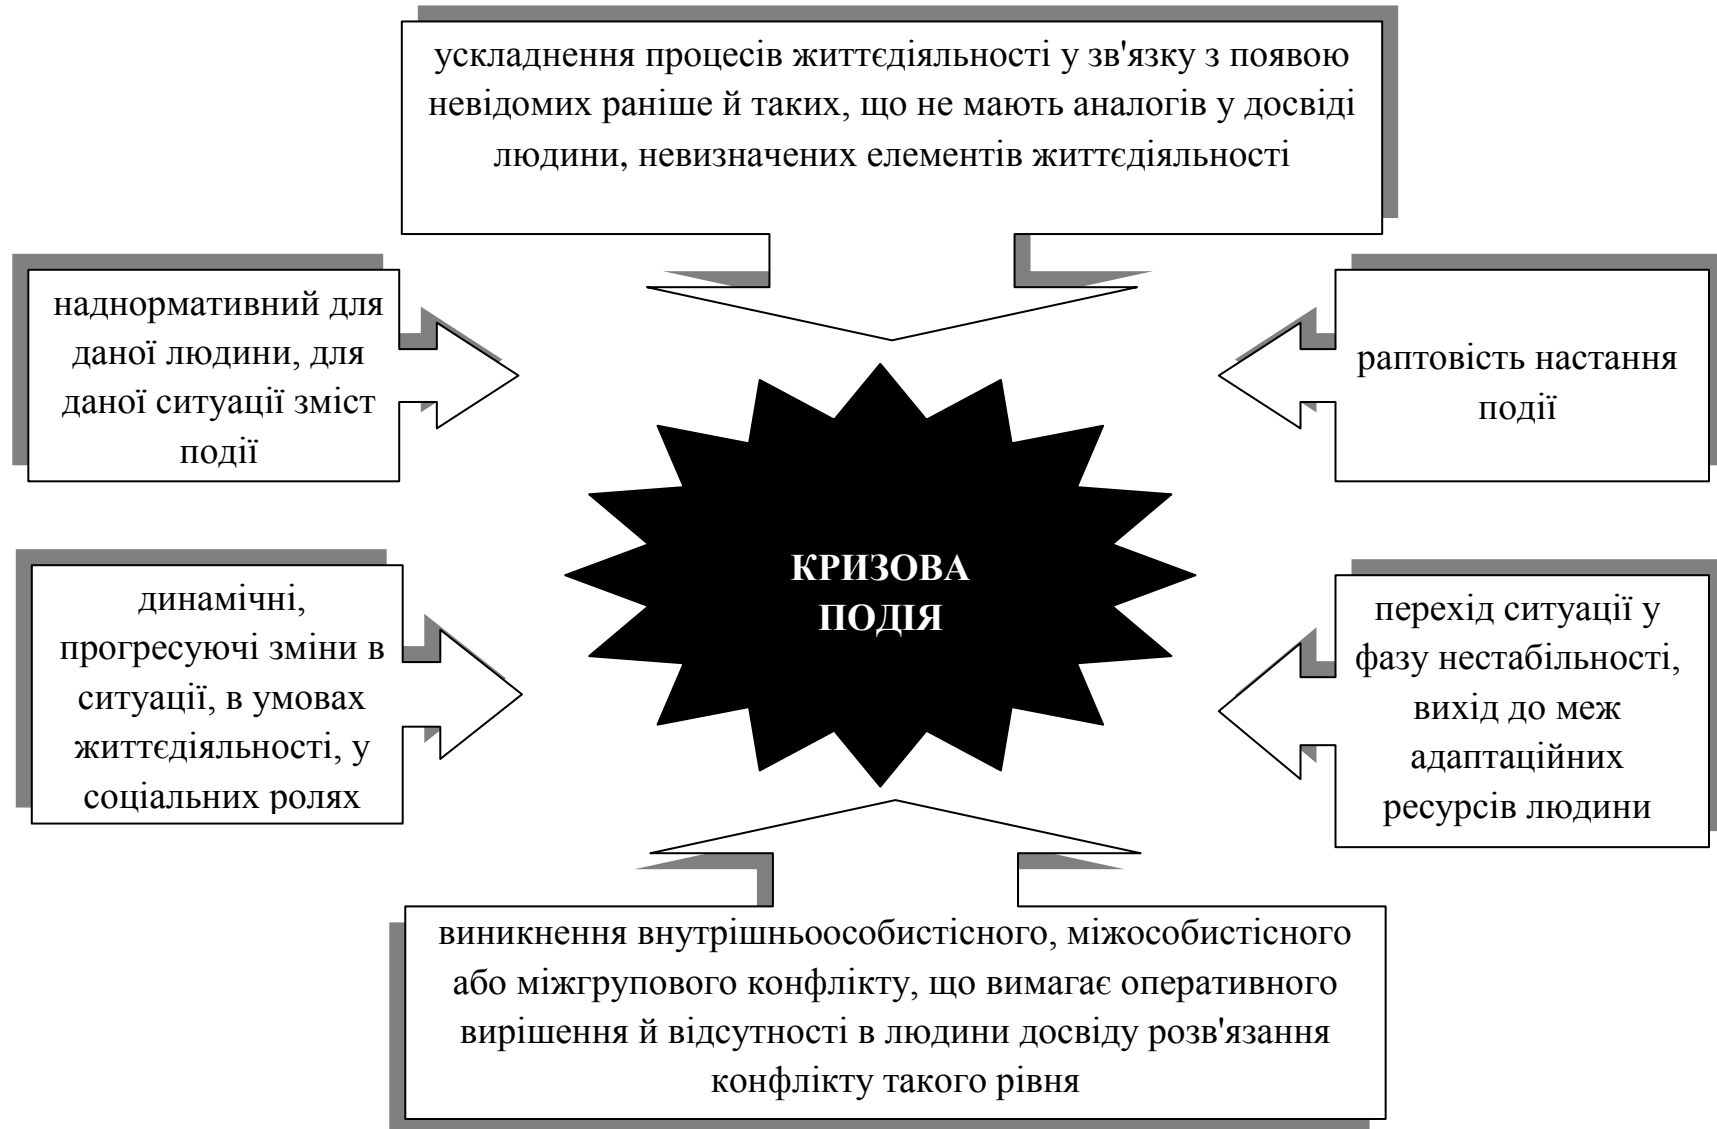 ускладнення процесів життєдіяльності у зв'язку з появою
невідомих раніше й таких, що не мають аналогів у досвіді
людини, невизначених елементів життєдіяльності
наднормативний для
даної людини, для
даної ситуації зміст
події
раптовість настання
події
КРИЗОВА
ПОДІЯ
динамічні,
прогресуючі зміни в
ситуації, в умовах
життєдіяльності, у
соціальних ролях
перехід ситуації у
фазу нестабільності,
вихід до меж
адаптаційних
ресурсів людини
виникнення внутрішньоособистісного, міжособистісного
або міжгрупового конфлікту, що вимагає оперативного
вирішення й відсутності в людини досвіду розв'язання
конфлікту такого рівня